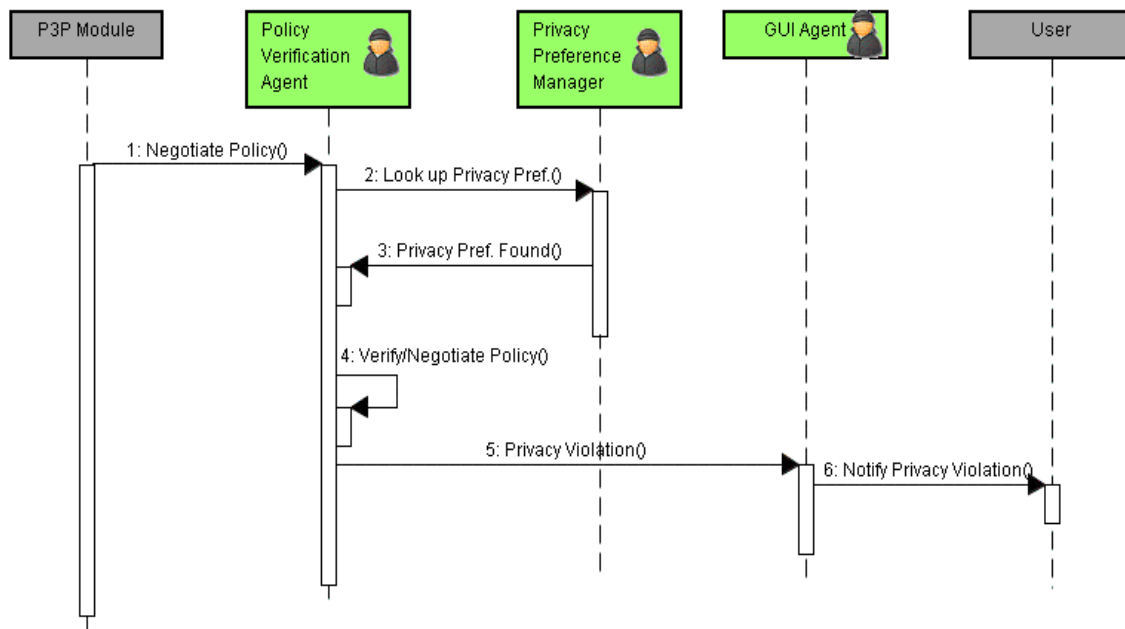 P3P Module
Policy
Verification
Agent
Privacy
Preference
Manager
GUI Agent
User
1: Negotiate Policy()
2: Look up Privacy Pref.()
3: Privacy Pref. Found()
4: Verify/Negotiate Policy()
5: Privacy Violation()
6: Notify Privacy Violation()